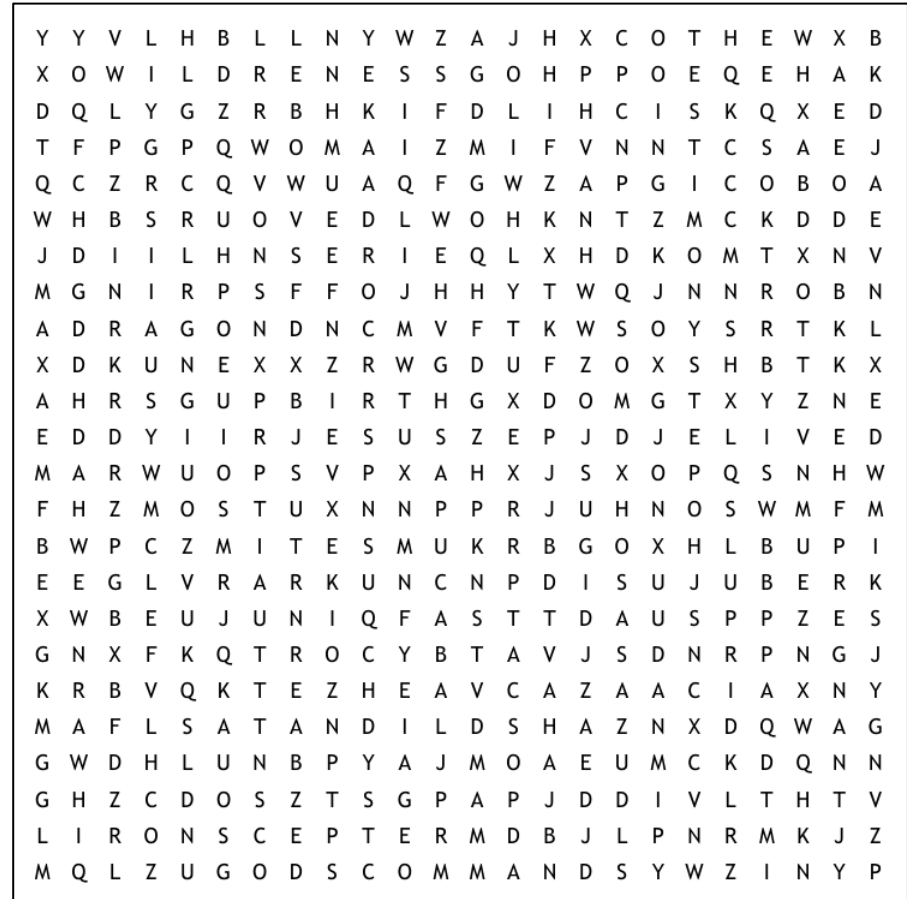 Y Y V L H B L L N Y W Z A J H X C O T H E W X B
X O W I L D R E N E S S G O H P P O E Q E H A K
D Q L Y G Z R B H K I F D L I H C I S K Q X E D
T F P G P Q W O M A I Z M I F V N N T C S A E J
Q C Z R C Q V W U A Q F G W Z A P G I C O B O A
W H B S R U O V E D L W O H K N T Z M C K D D E
J D I I L H N S E R I E Q L X H D K O M T X N V
M G N I R P S F F O J H H Y T W Q J N N R O B N
A D R A G O N D N C M V F T K W S O Y S R T K L
X D K U N E X X Z R W G D U F Z O X S H B T K X
A H R S G U P B I R T H G X D O M G T X Y Z N E
E D D Y I I R J E S U S Z E P J D J E L I V E D
M A R W U O P S V P X A H X J S X O P Q S N H W
F H Z M O S T U X N N P P R J U H N O S W M F M
B W P C Z M I T E S M U K R B G O X H L B U P I
E E G L V R A R K U N C N P D I S U J U B E R K
X W B E U J U N I Q F A S T T D A U S P P Z E S
G N X F K Q T R O C Y B T A V J S D N R P N G J
K R B V Q K T E Z H E A V C A Z A A C I A X N Y
M A F L S A T A N D I L D S H A Z N X D Q W A G
G W D H L U N B P Y A J M O A E U M C K D Q N N
G H Z C D O S Z T S G P A P J D D I V L T H T V
L I R O N S C E P T E R M D B J L P N R M K J Z
M Q L Z U G O D S C O M M A N D S Y W Z I N Y P